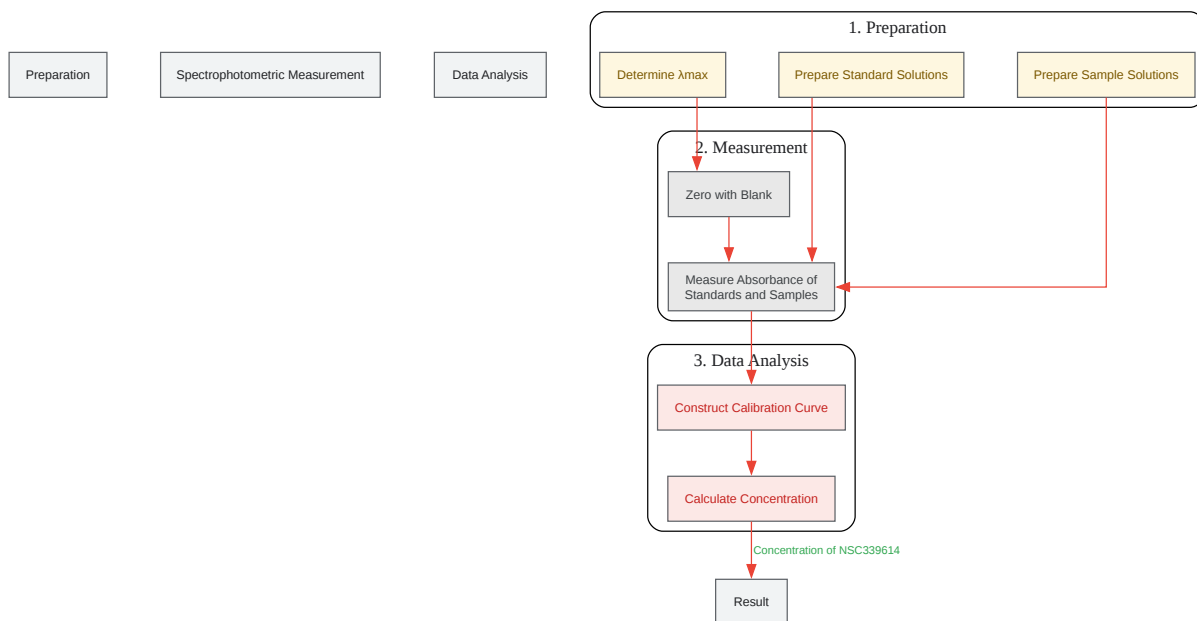 1. Preparation
Preparation
Spectrophotometric Measurement
Data Analysis
Determine λmax
Prepare Standard Solutions
Prepare Sample Solutions
2. Measurement
Zero with Blank
Measure Absorbance of
Standards and Samples
3. Data Analysis
Construct Calibration Curve
Calculate Concentration
Concentration of NSC339614
Result